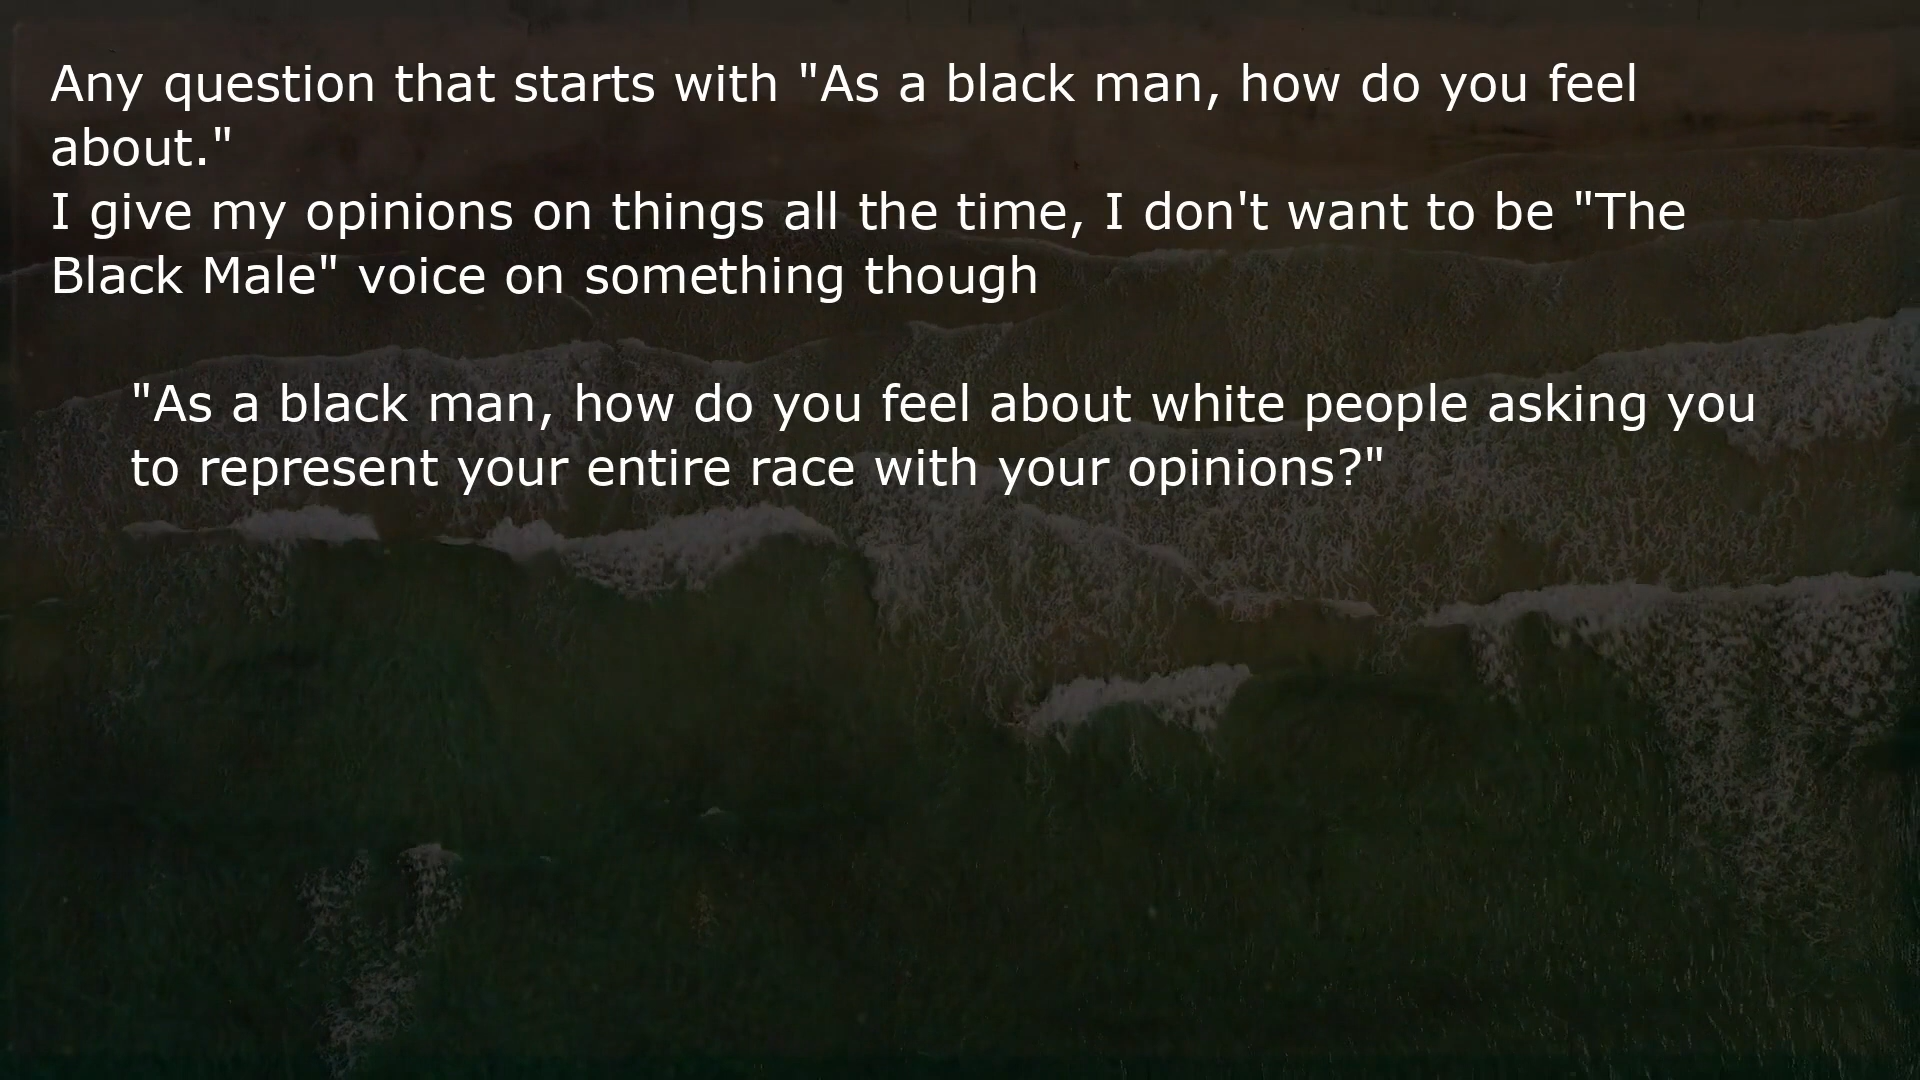 Any question that starts with "As a black man, how do you feel
about."
I give my opinions on things all the time, I don't want to be "The
Black Male" voice on something though
"As a black man, how do you feel about white people asking you
to represent your entire race with your opinions?"